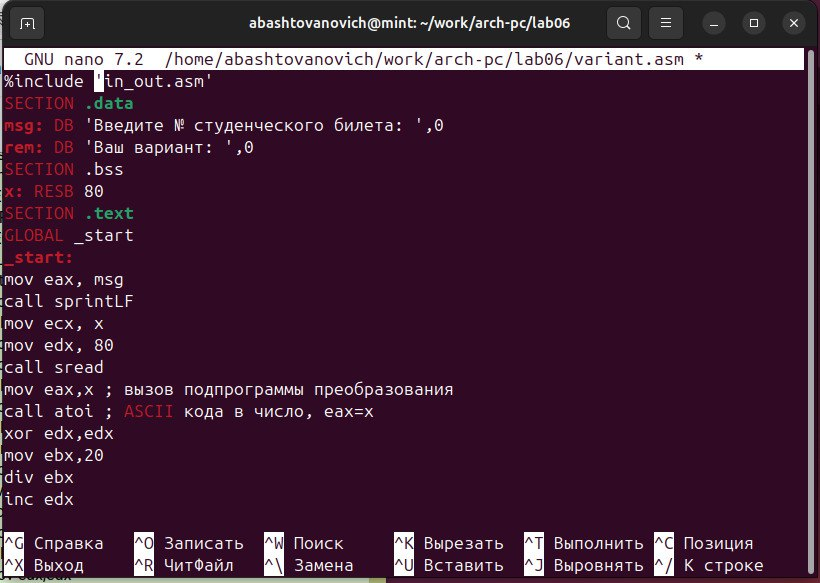 abashtovanovich@mint: ~/work/arch-pc/lab06
GNU nano 7.2 /home/abashtovanovich/work/arch-pc/lab06/variant.asm *
%include 'in_out.asm'
SECTION .data
msg: DB 'Введите № студенческого билета: ',0
rem: DB 'Ваш вариант: ',0
SECTION .bss
x: RESB 80
SECTION .text
GLOBAL _start
_start:
mov eax, msg
call sprintLF
mov ecx, x
mov edx, 80
call sread
mov eax,x ; вызов подпрограммы преобразования
call atoi ; ASCII кода в число, eax=x
xor edx,edx
mov ebx,20
div ebx
inc edx
^G Справка ^O Записать ^W Поиск ^K Вырезать ^T Выполнить ^C Позиция
^X Выход ^R ЧитФайл ^\ Замена ^U Вставить ^J Выровнять ^/ К строке